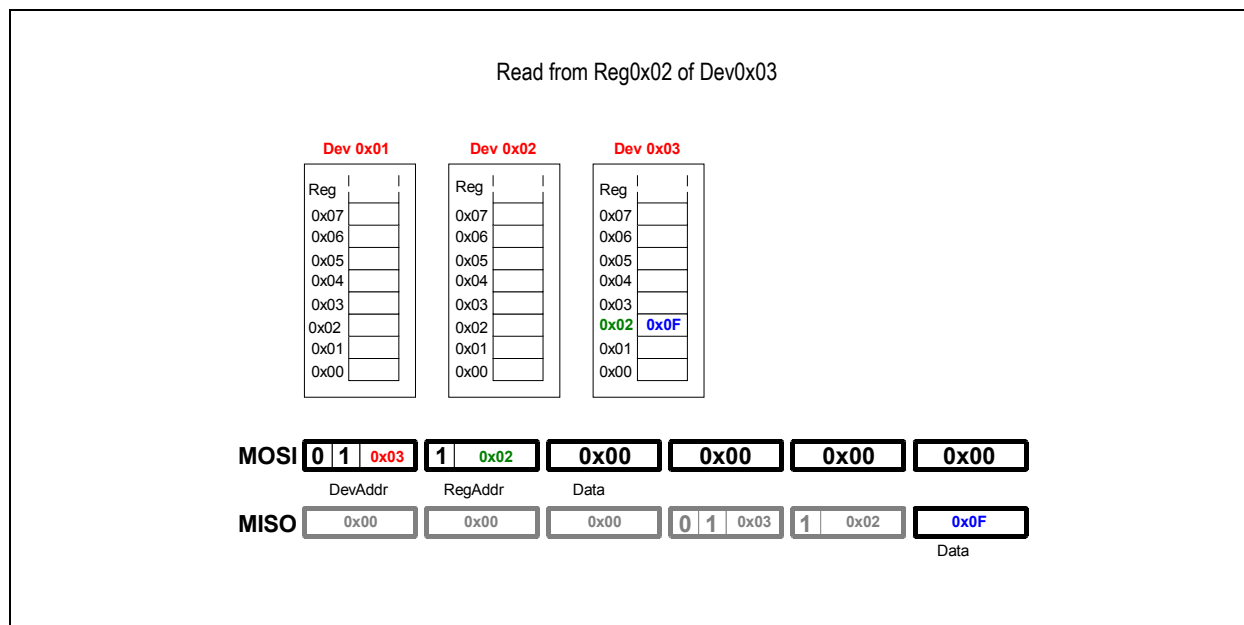 Read from Reg0x02 of Dev0x03
Dev 0x01 Dev 0x02 Dev 0x03
Reg Reg Reg
0x07 0x07 0x07
0x06 0x06 0x06
0x05 0x05 0x05
0x04 0x04 0x04
0x03 0x03 0x03
0x02 0x02 0x02 0x0F
0x01 0x01 0x01
0x00 0x00 0x00
MOSI 0 1 0x03 1 0x02 0x00 0x00 0x00 0x00
DevAddr RegAddr Data
MISO 0x00 0x00 0x00 0 1 0x03 1 0x02 0x0F
Data